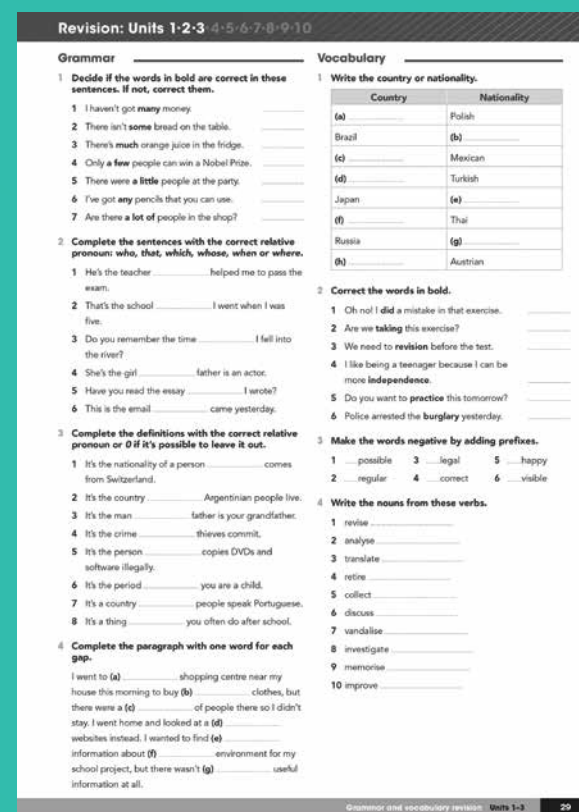 Revision: Units 1•2•3•4•5•6•7•8•9•10
Grammar
1 Decide if the words in bold are correct in these
sentences. If not, correct them.
1 I haven't got many money.
2 There isn't some bread on the table.
3 There's much orange juice in the fridge.
4 Only a few people can win a Nobel Prize.
5 There were a little people at the party.
6 I've got any pencils that you can use.
7 Are there a lot of people in the shop?
2 Complete the sentences with the correct relative
pronoun: who, that, which, whose, when or where.
1 He's the teacher helped me to pass the
exam.
2 That's the school I went when I was
five.
3 Do you remember the time I fell into
the river?
4 She's the girl father is an actor.
5 Have you read the essay I wrote?
6 This is the email came yesterday.
3 Complete the definitions with the correct relative
pronoun or 0 if it's possible to leave it out.
1 It's the nationality of a person comes
from Switzerland.
2 It's the country Argentinian people live.
3 It's the man father is your grandfather.
4 It's the crime thieves commit.
5 It's the person copies DVDs and
software illegally.
6 It's the period you are a child.
7 It's a country people speak Portuguese.
8 It's a thing you often do after school.
4 Complete the paragraph with one word for each
gap.
I went to (a) shopping centre near my
house this morning to buy (b) clothes, but
there were a (c) of people there so I didn't
stay. I went home and looked at a (d)
websites instead. I wanted to find (e)
information about (f) environment for my
school project, but there wasn't (g) useful
information at all.
Vocabulary
1 Write the country or nationality.
Country Nationality
(a) Polish
Brazil (b)
(c) Mexican
(d) Turkish
Japan (e)
(f) Thai
Russia (g)
(h) Austrian
2 Correct the words in bold.
1 Oh no! I did a mistake in that exercise.
2 Are we taking this exercise?
3 We need to revision before the test.
4 I like being a teenager because I can be
more independence.
5 Do you want to practice this tomorrow?
6 Police arrested the burglary yesterday.
3 Make the words negative by adding prefixes.
1 possible 3 legal 5 happy
2 regular 4 correct 6 visible
4 Write the nouns from these verbs.
1 revise
2 analyse
3 translate
4 retire
5 collect
6 discuss
7 vandalise
8 investigate
9 memorise
10 improve
Grammar and vocabulary revision Units 1–3 29